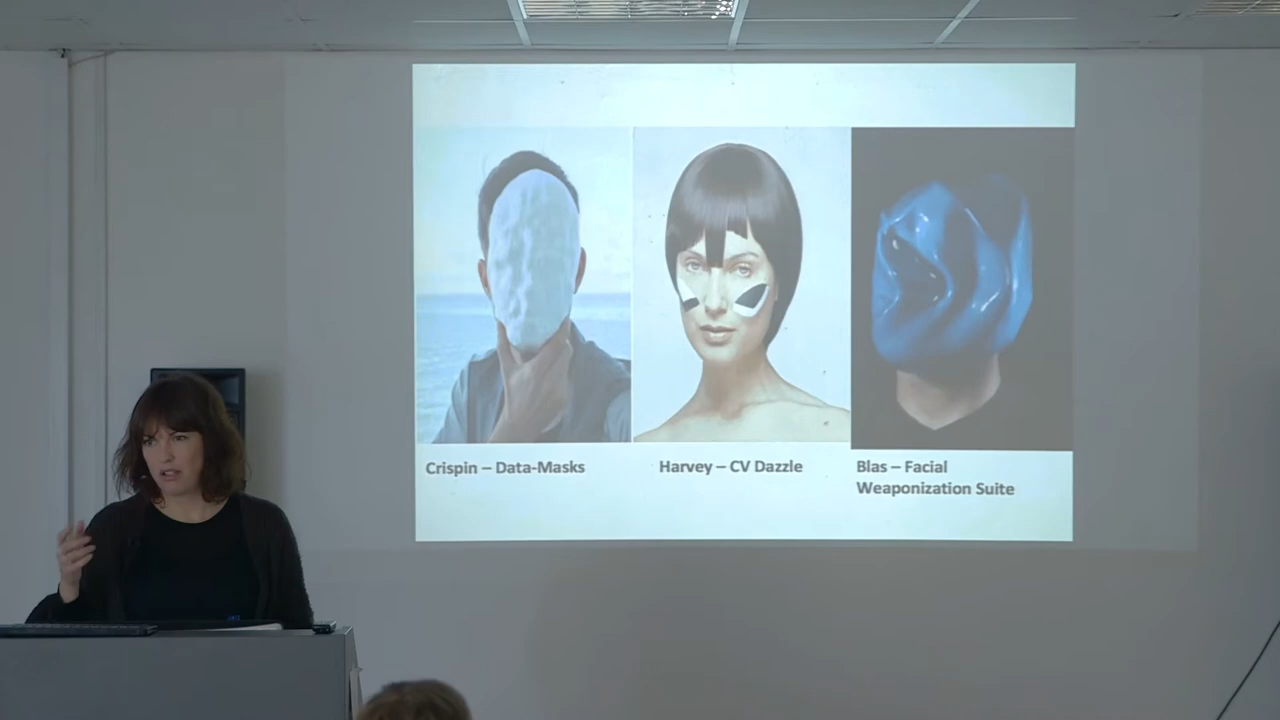 Crispin – Data-Masks
Harvey – CV Dazzle
Blas – Facial
Weaponization Suite